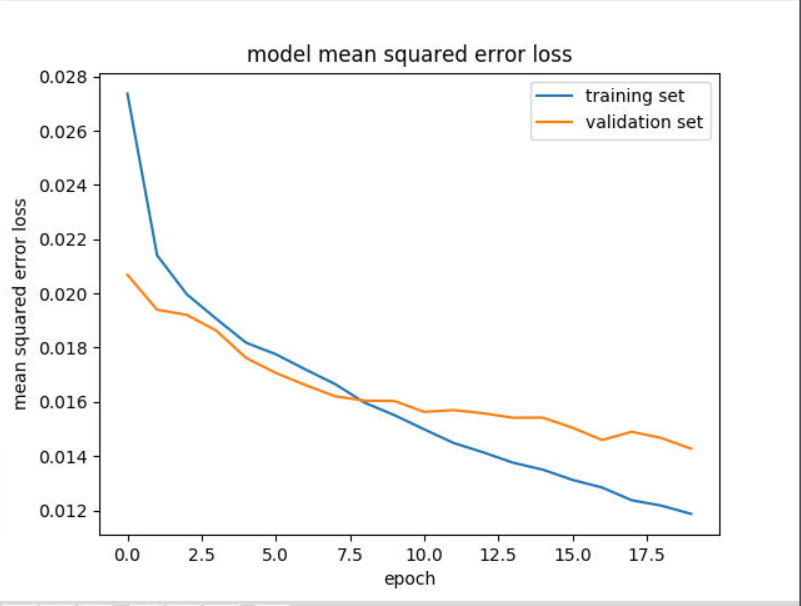 model mean squared error loss
training set
validation set
mean squared error loss
0.028
0.026
0.024
0.022
0.020
0.018
0.016
0.014
0.012
0.0 2.5 5.0 7.5 10.0 12.5 15.0 17.5
epoch